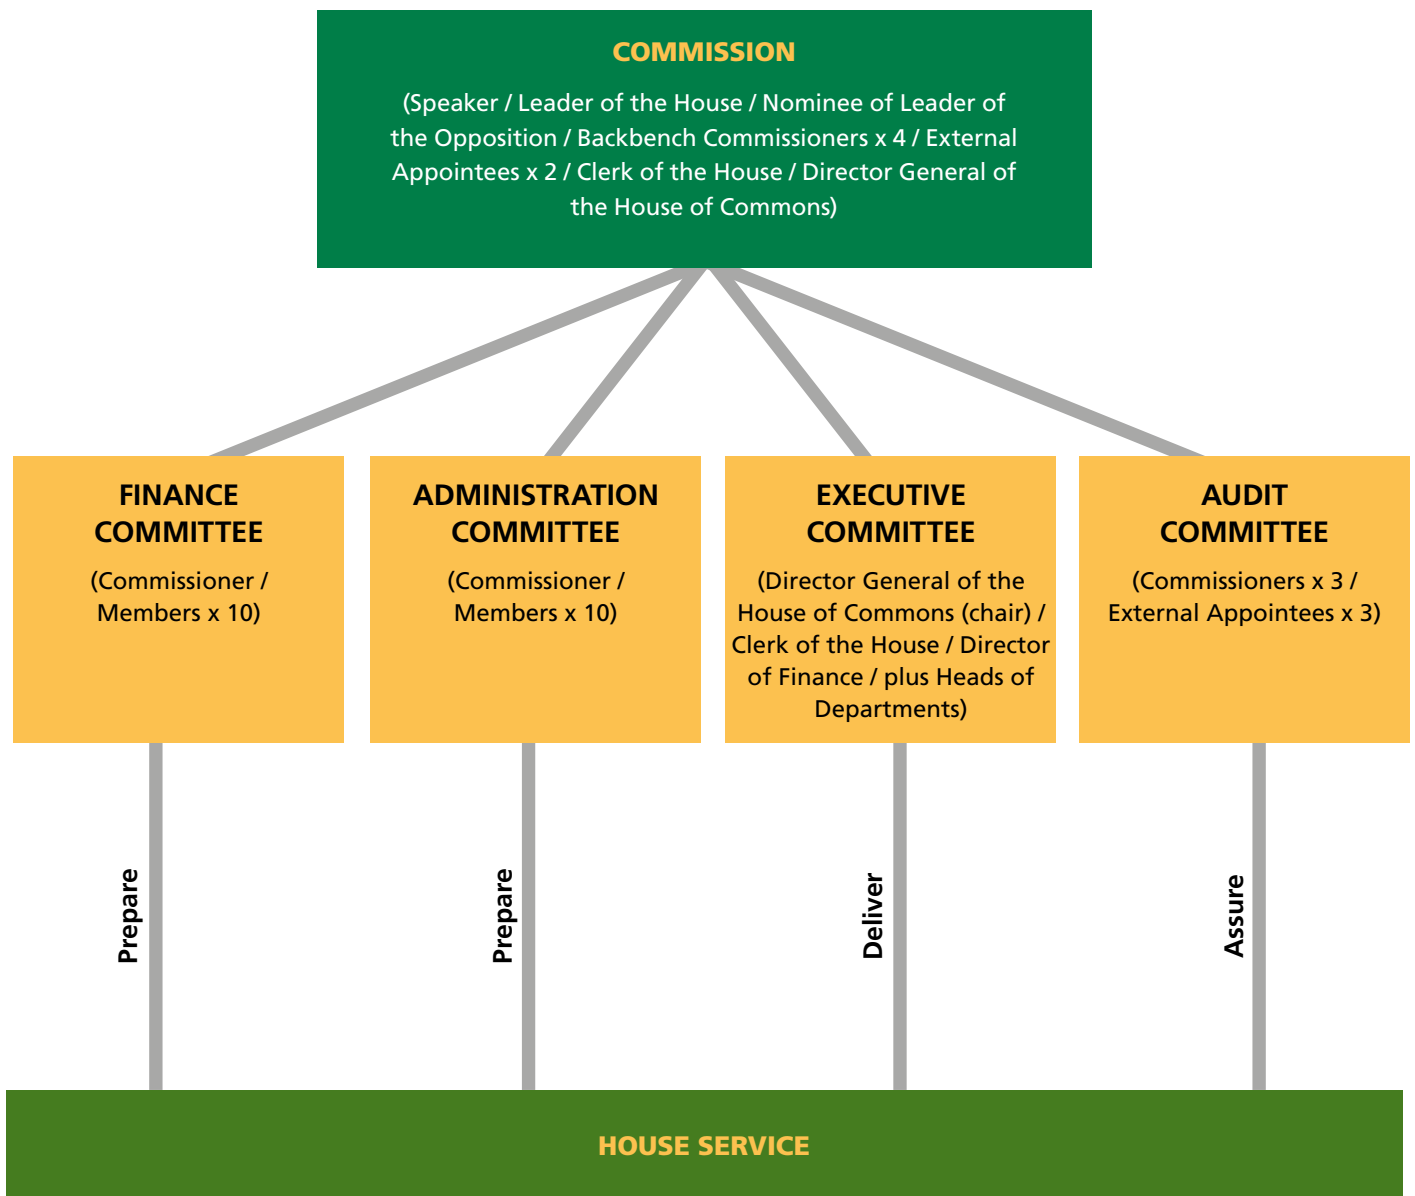 COMMISSION
(Speaker / Leader of the House / Nominee of Leader of
the Opposition / Backbench Commissioners x 4 / External
Appointees x 2 / Clerk of the House / Director General of
the House of Commons)
FINANCE
COMMITTEE
(Commissioner /
Members x 10)
ADMINISTRATION
COMMITTEE
(Commissioner /
Members x 10)
EXECUTIVE
COMMITTEE
(Director General of the
House of Commons (chair) /
Clerk of the House / Director
of Finance / plus Heads of
Departments)
AUDIT
COMMITTEE
(Commissioners x 3 /
External Appointees x 3)
Prepare
Prepare
Deliver
Assure
HOUSE SERVICE